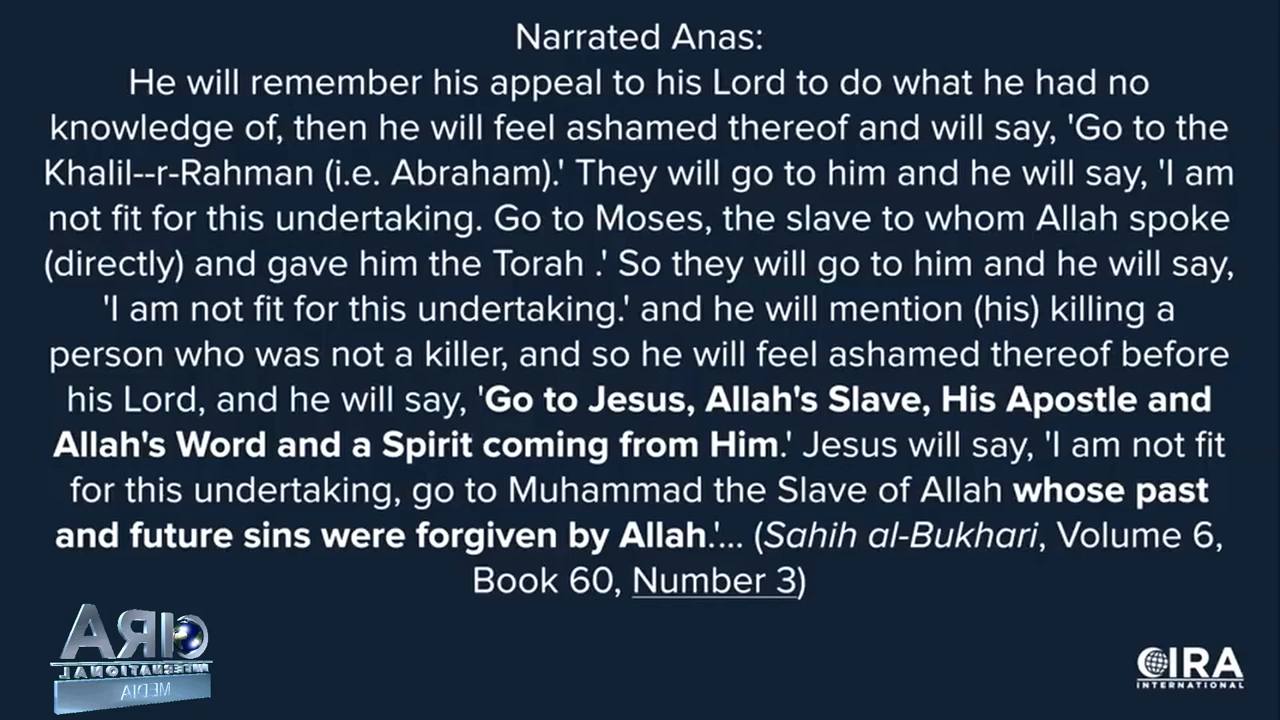 Narrated Anas:
He will remember his appeal to his Lord to do what he had no
knowledge of, then he will feel ashamed thereof and will say, 'Go to the
Khalil--r-Rahman (i.e. Abraham).' They will go to him and he will say, 'I am
not fit for this undertaking. Go to Moses, the slave to whom Allah spoke
(directly) and gave him the Torah .' So they will go to him and he will say,
'I am not fit for this undertaking.' and he will mention (his) killing a
person who was not a killer, and so he will feel ashamed thereof before
his Lord, and he will say, 'Go to Jesus, Allah's Slave, His Apostle and
Allah's Word and a Spirit coming from Him.' Jesus will say, 'I am not fit
for this undertaking, go to Muhammad the Slave of Allah whose past
and future sins were forgiven by Allah.'... (Sahih al-Bukhari, Volume 6,
Book 60, Number 3)
CIRA
INTERNATIONAL
MEDIA
CIRA
INTERNATIONAL